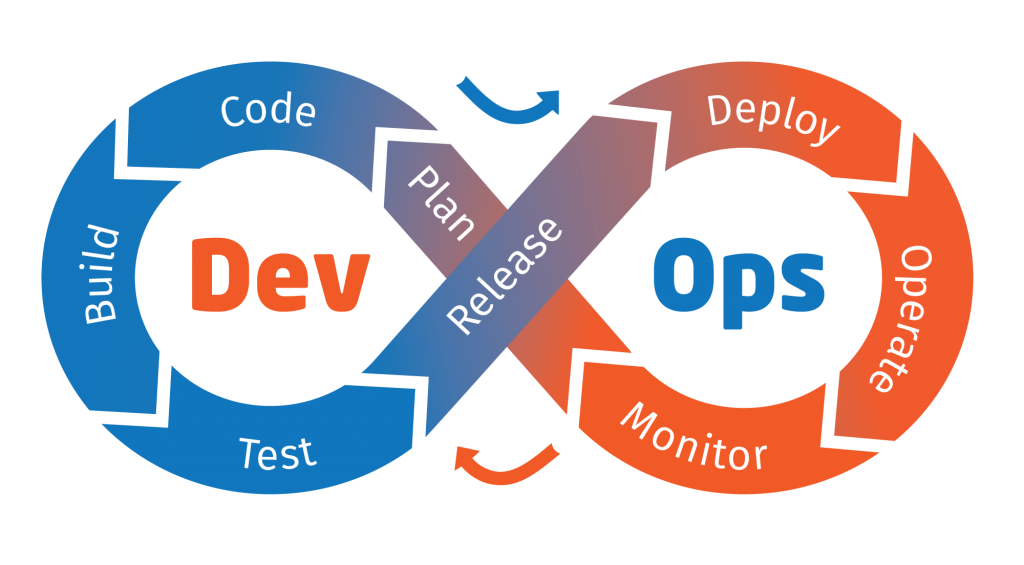 Plan
Code
Build
Test
Release
Deploy
Operate
Monitor
Dev
Ops